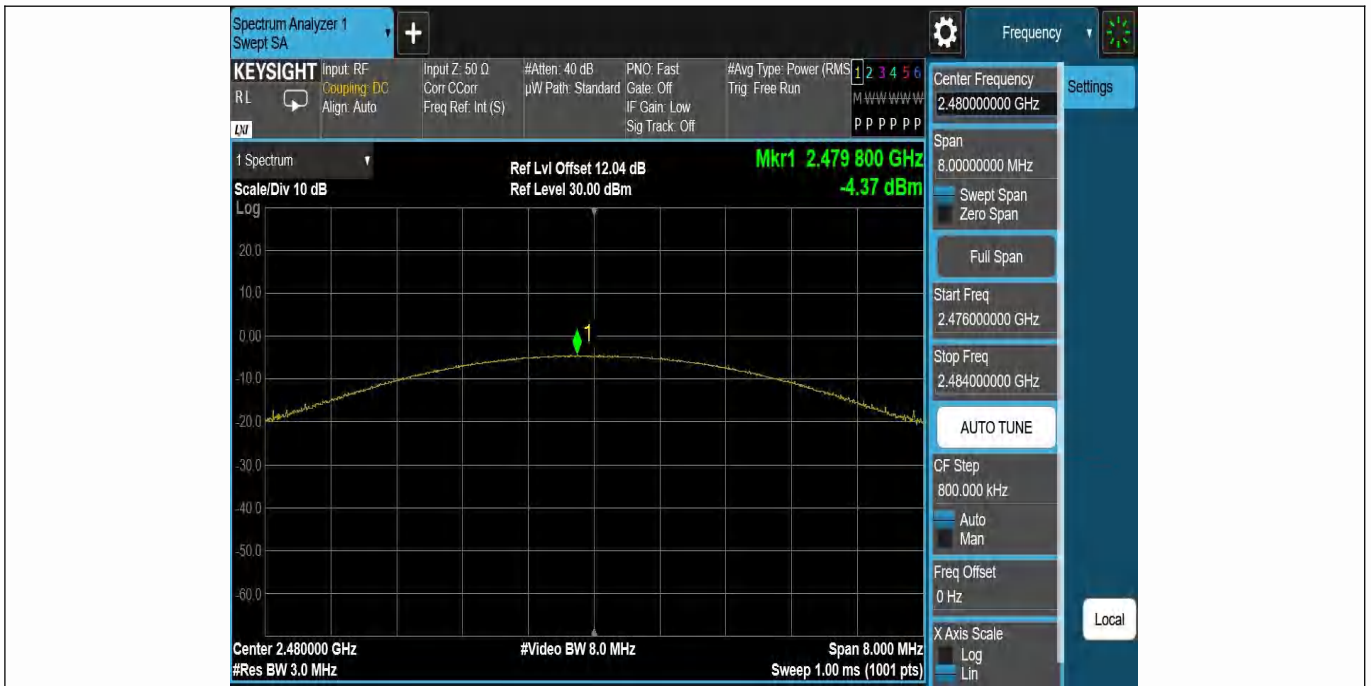 Spectrum Analyzer 1
Swept SA
+
Frequency
KEYSIGHT
RL
LXI
Input: RF
Coupling: DC
Align: Auto
Input Z: 50 Ω
Corr CCorr
Freq Ref: Int (S)
#Atten: 40 dB
µW Path: Standard
PNO: Fast
Gate: Off
IF Gain: Low
Sig Track: Off
#Avg Type: Power (RMS
Trig: Free Run
1 2 3 4 5 6
M W W W W W
P P P P P P
1 Spectrum
Scale/Div 10 dB
Log
Ref Lvl Offset 12.04 dB
Ref Level 30.00 dBm
Mkr1 2.479 800 GHz
-4.37 dBm
20.0
10.0
0.00
-10.0
-20.0
-30.0
-40.0
-50.0
-60.0
1
Center 2.480000 GHz
#Res BW 3.0 MHz
#Video BW 8.0 MHz
Span 8.000 MHz
Sweep 1.00 ms (1001 pts)
Center Frequency
2.480000000 GHz
Span
8.00000000 MHz
Swept Span
Zero Span
Full Span
Start Freq
2.476000000 GHz
Stop Freq
2.484000000 GHz
AUTO TUNE
CF Step
800.000 kHz
Auto
Man
Freq Offset
0 Hz
X Axis Scale
Log
Lin
Settings
Local